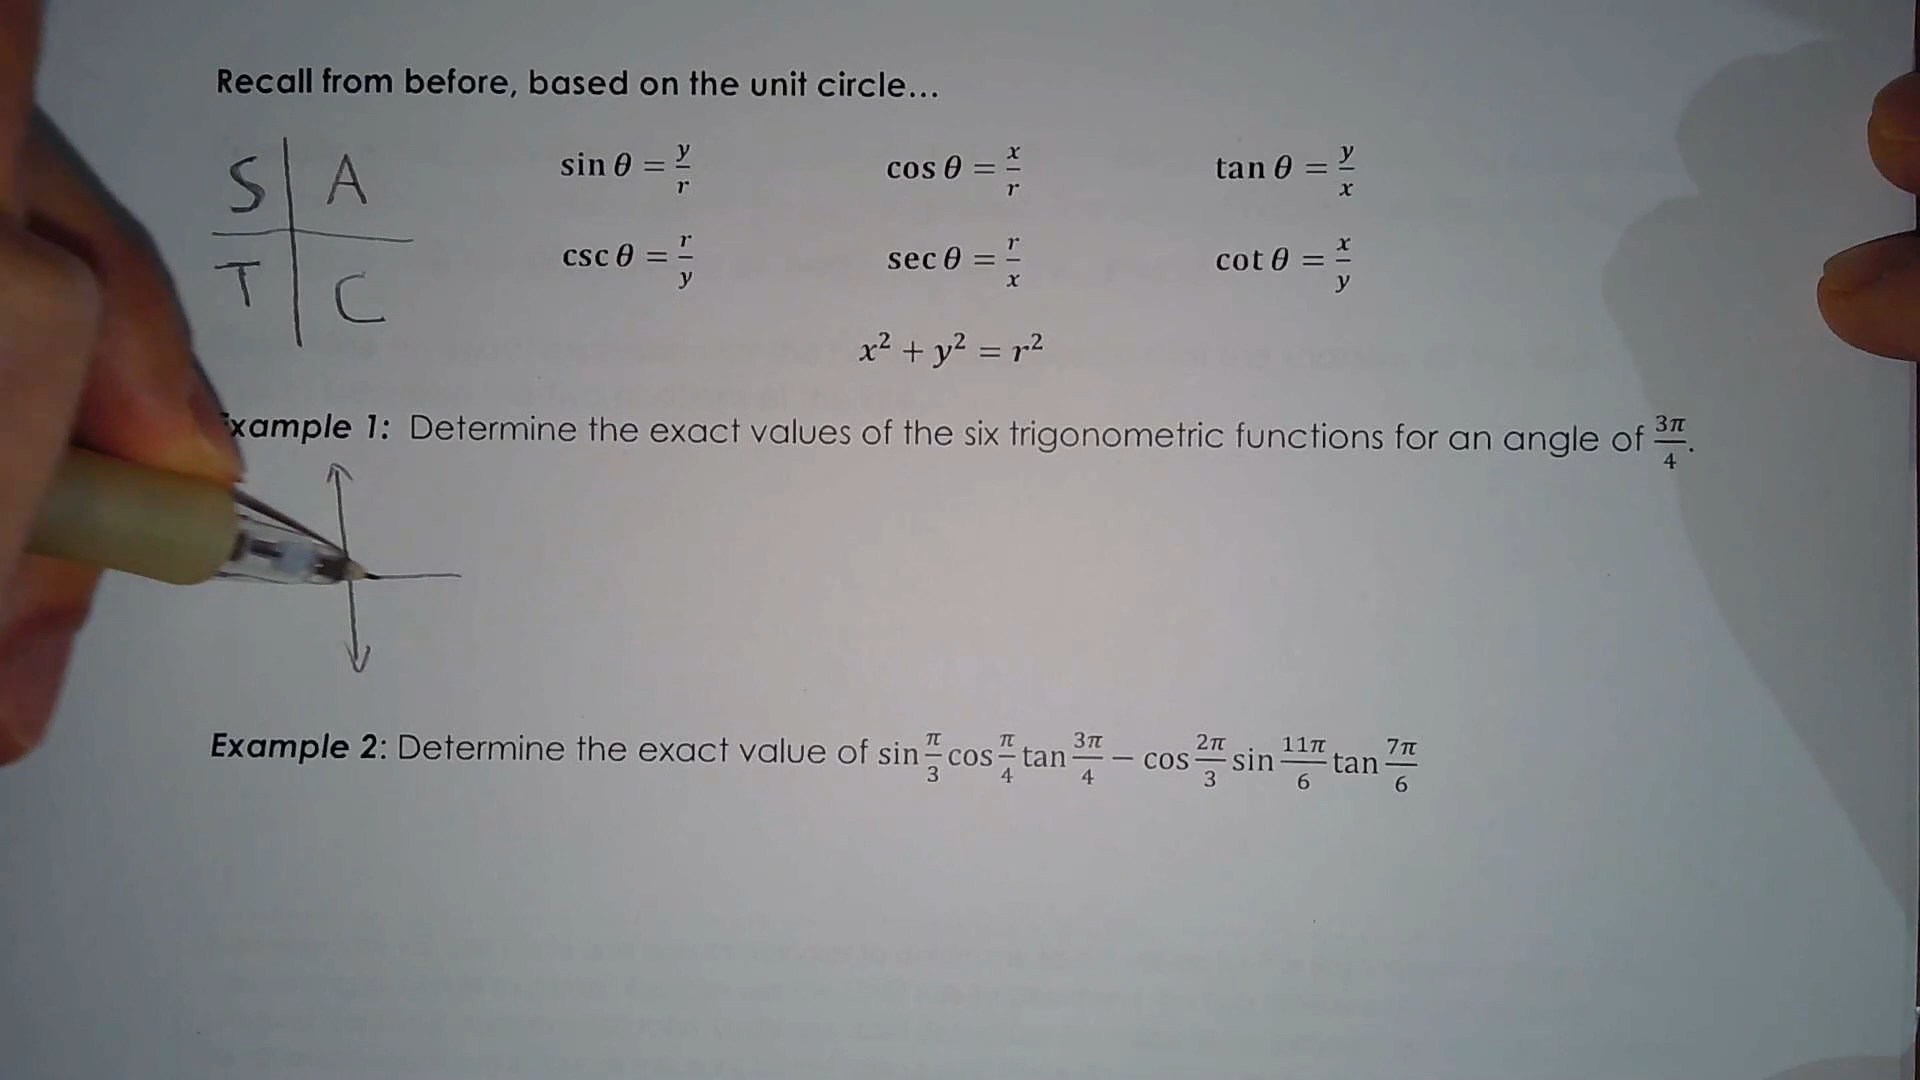 Recall from before, based on the unit circle...
S A
T C
sin θ = y/r cos θ = x/r tan θ = y/x
csc θ = r/y sec θ = r/x cot θ = x/y
x² + y² = r²
xample 1: Determine the exact values of the six trigonometric functions for an angle of 3π/4.
Example 2: Determine the exact value of sin π/3 cos π/4 tan 3π/4 − cos 2π/3 sin 11π/6 tan 7π/6